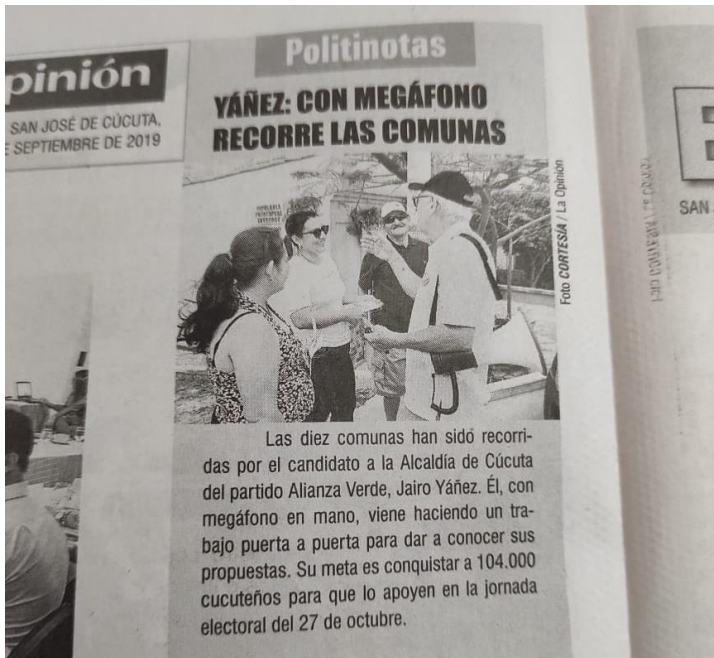 pinión
SAN JOSÉ DE CÚCUTA,
E SEPTIEMBRE DE 2019
Politinotas
YÁÑEZ: CON MEGÁFONO
RECORRE LAS COMUNAS
Foto CORTESÍA / La Opinión
Las diez comunas han sido recorri-
das por el candidato a la Alcaldía de Cúcuta
del partido Alianza Verde, Jairo Yáñez. Él, con
megáfono en mano, viene haciendo un tra-
bajo puerta a puerta para dar a conocer sus
propuestas. Su meta es conquistar a 104.000
cucuteños para que lo apoyen en la jornada
electoral del 27 de octubre.
SAN